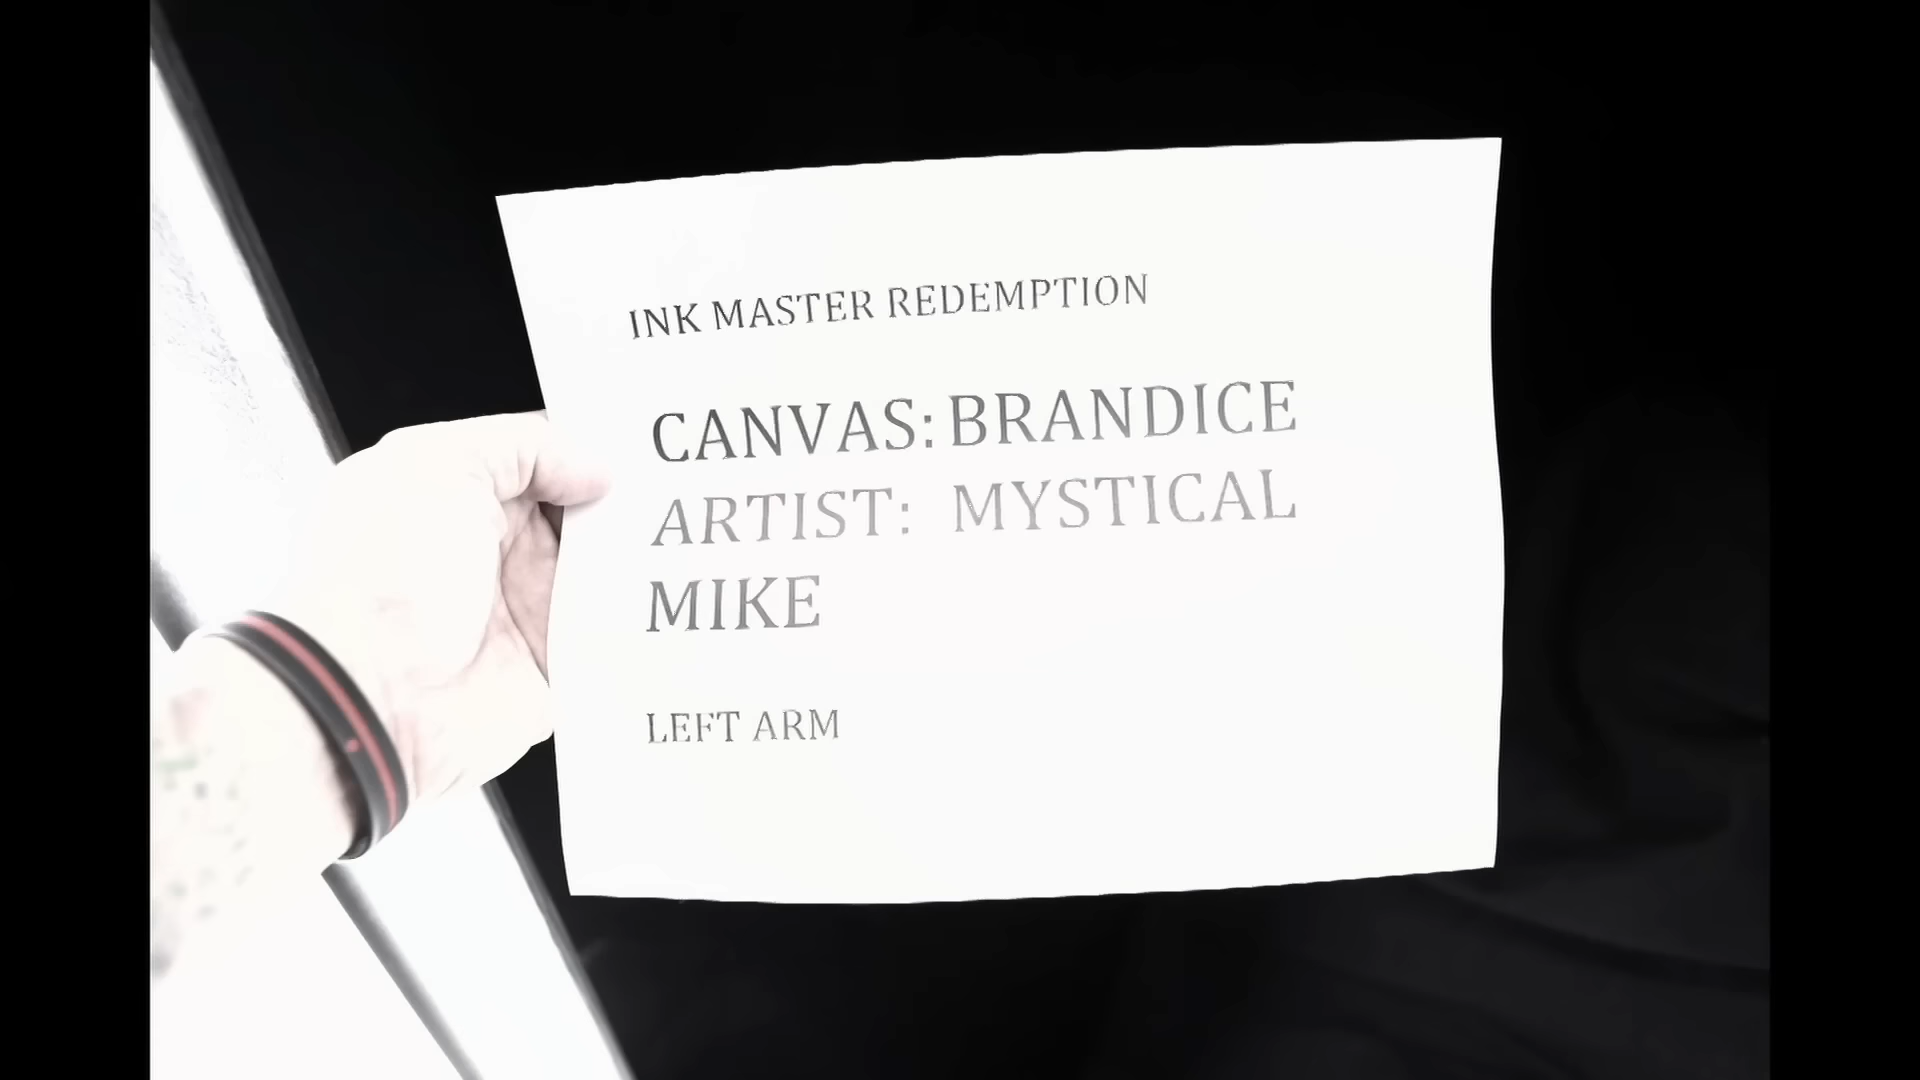 INK MASTER REDEMPTION
CANVAS: BRANDICE
ARTIST: MYSTICAL
MIKE
LEFT ARM